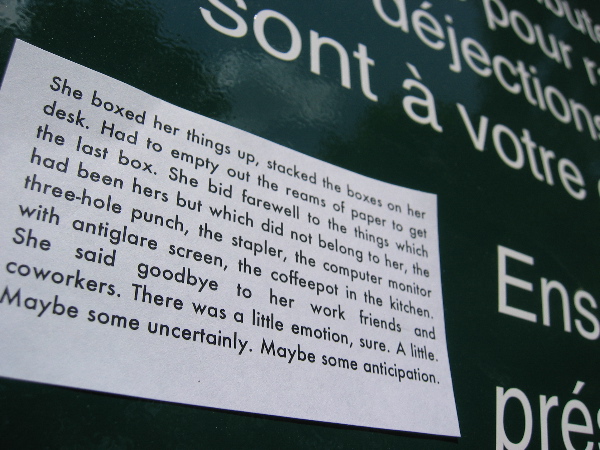 She boxed her things up, stacked the boxes on her
desk. Had to empty out the reams of paper to get
the last box. She bid farewell to the things which
had been hers but which did not belong to her, the
three-hole punch, the stapler, the computer monitor
with antiglare screen, the coffeepot in the kitchen.
She said goodbye to her work friends and
coworkers. There was a little emotion, sure. A little.
Maybe some uncertainly. Maybe some anticipation.
pour
déjections
sont à votre